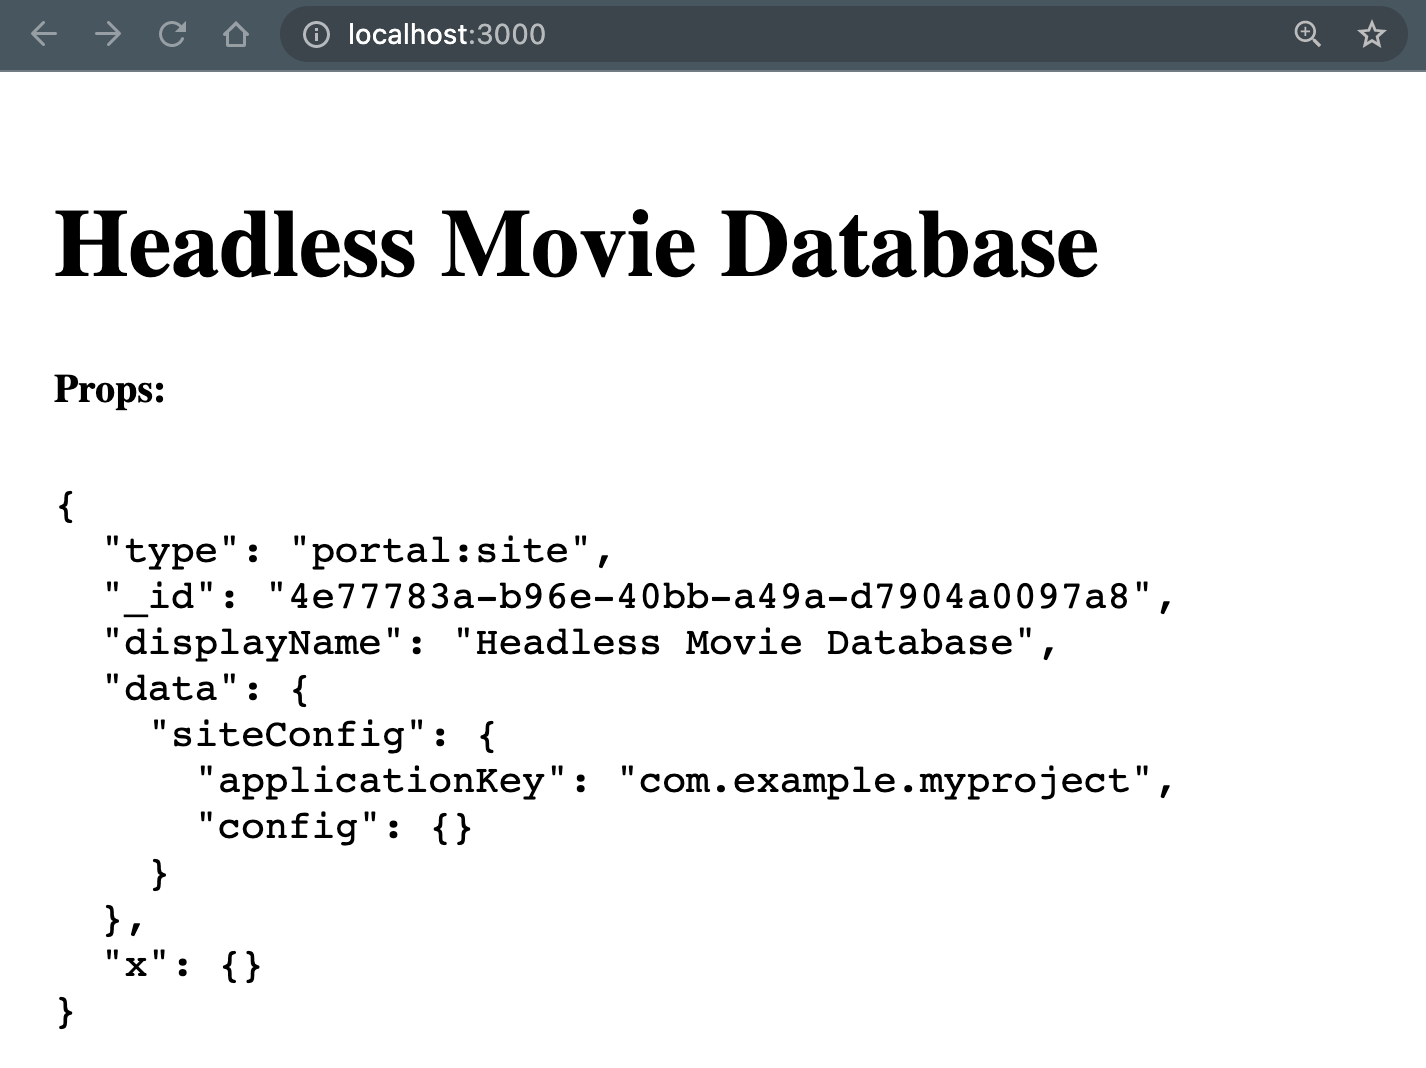 localhost:3000
Headless Movie Database
Props:
{
  "type": "portal:site",
  "_id": "4e77783a-b96e-40bb-a49a-d7904a0097a8",
  "displayName": "Headless Movie Database",
  "data": {
    "siteConfig": {
      "applicationKey": "com.example.myproject",
      "config": {}
    }
  },
  "x": {}
}